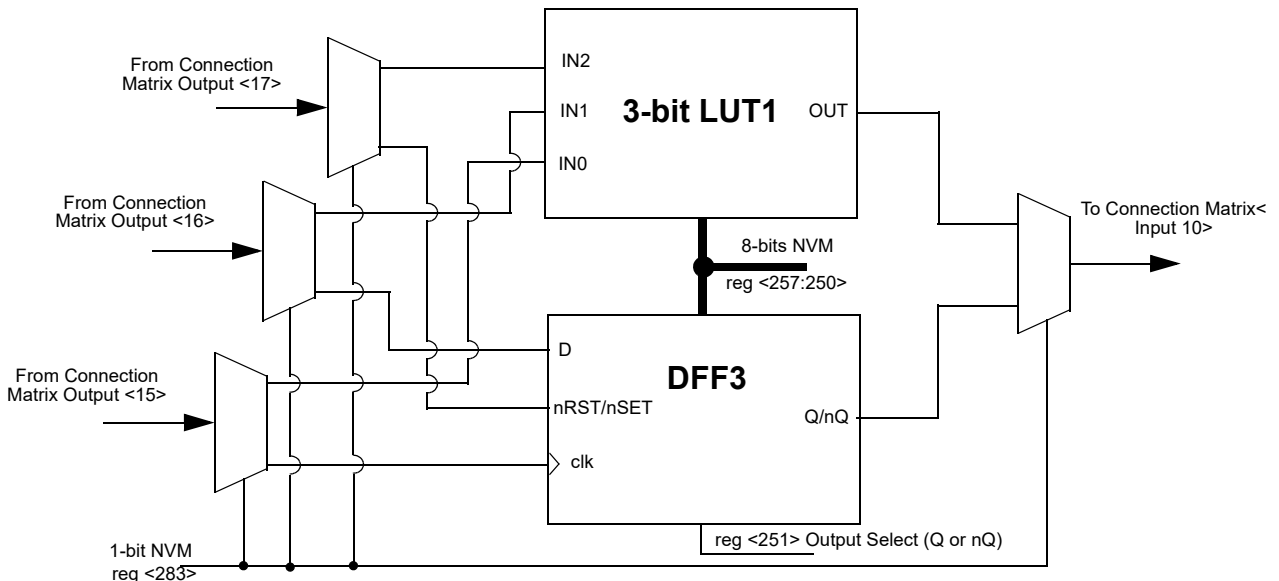 From Connection
Matrix Output <17>
IN2
IN1
3-bit LUT1
OUT
IN0
From Connection
Matrix Output <16>
To Connection Matrix<
Input 10>
8-bits NVM
reg <257:250>
D
DFF3
From Connection
Matrix Output <15>
nRST/nSET
Q/nQ
clk
reg <251> Output Select (Q or nQ)
1-bit NVM
reg <283>